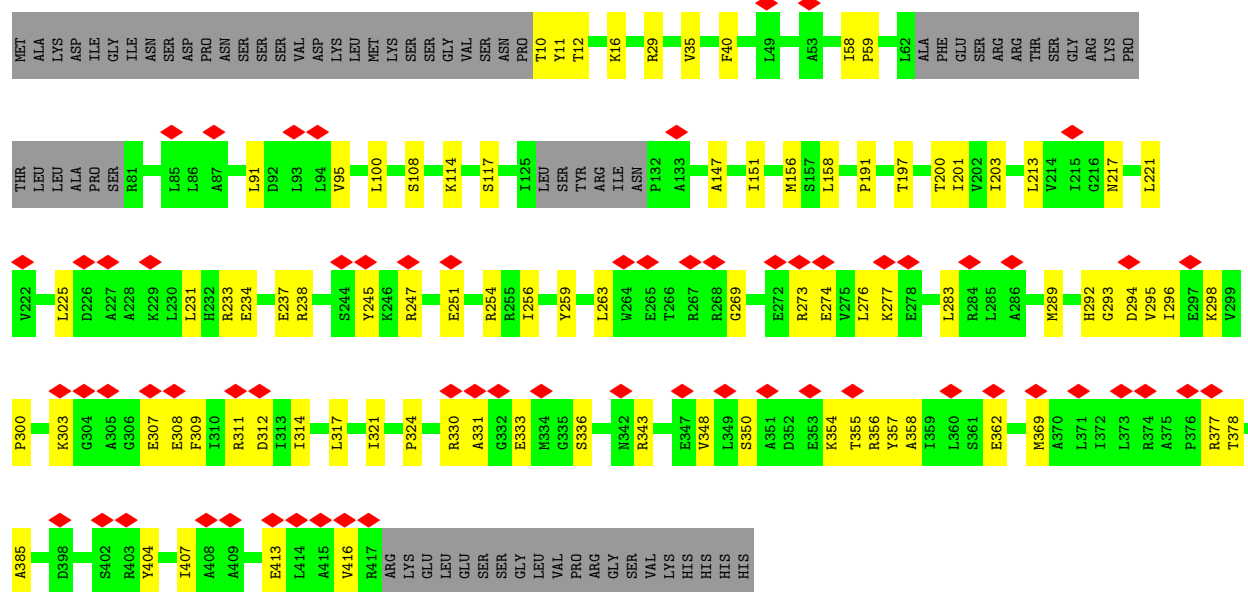 MET ALA LYS ASP ILE GLY ILE ASN SER ASP PRO ASN SER SER SER VAL ASP LYS LEU MET LYS SER SER GLY VAL SER ASN PRO T10 Y11 T12 K16 R29 V35 F40 L49 A53 I58 P59 L62 ALA PHE GLU SER ARG ARG THR SER GLY ARG LYS PRO
THR LEU LEU ALA PRO SER R81 L85 L86 A87 L91 D92 L93 L94 V95 L100 S108 K114 S117 I125 LEU SER TYR ARG ILE ASN P132 A133 A147 I151 M156 S157 L158 P191 T197 T200 I201 V202 I203 L213 V214 I215 G216 N217 L221
V222 L225 D226 A227 A228 K229 L230 L231 H232 R233 E234 E237 R238 S244 Y245 K246 R247 E251 R254 R255 I256 Y259 L263 W264 E265 T266 R267 R268 G269 E272 R273 E274 V275 L276 K277 E278 L283 R284 L285 A286 M289 H292 G293 D294 V295 I296 E297 K298 V299
P300 K303 G304 A305 G306 E307 E308 F309 I310 R311 D312 I313 I314 L317 I321 P324 R330 A331 G332 E333 M334 G335 S336 N342 R343 E347 V348 L349 S350 A351 D352 E353 K354 T355 R356 Y357 A358 I359 L360 S361 E362 M369 A370 L371 I372 L373 R374 A375 P376 R377 T378
A385 D398 S402 R403 Y404 I407 A408 A409 E413 L414 A415 V416 R417 ARG LYS GLU LEU GLU SER SER GLY LEU VAL PRO ARG GLY SER VAL LYS HIS HIS HIS HIS